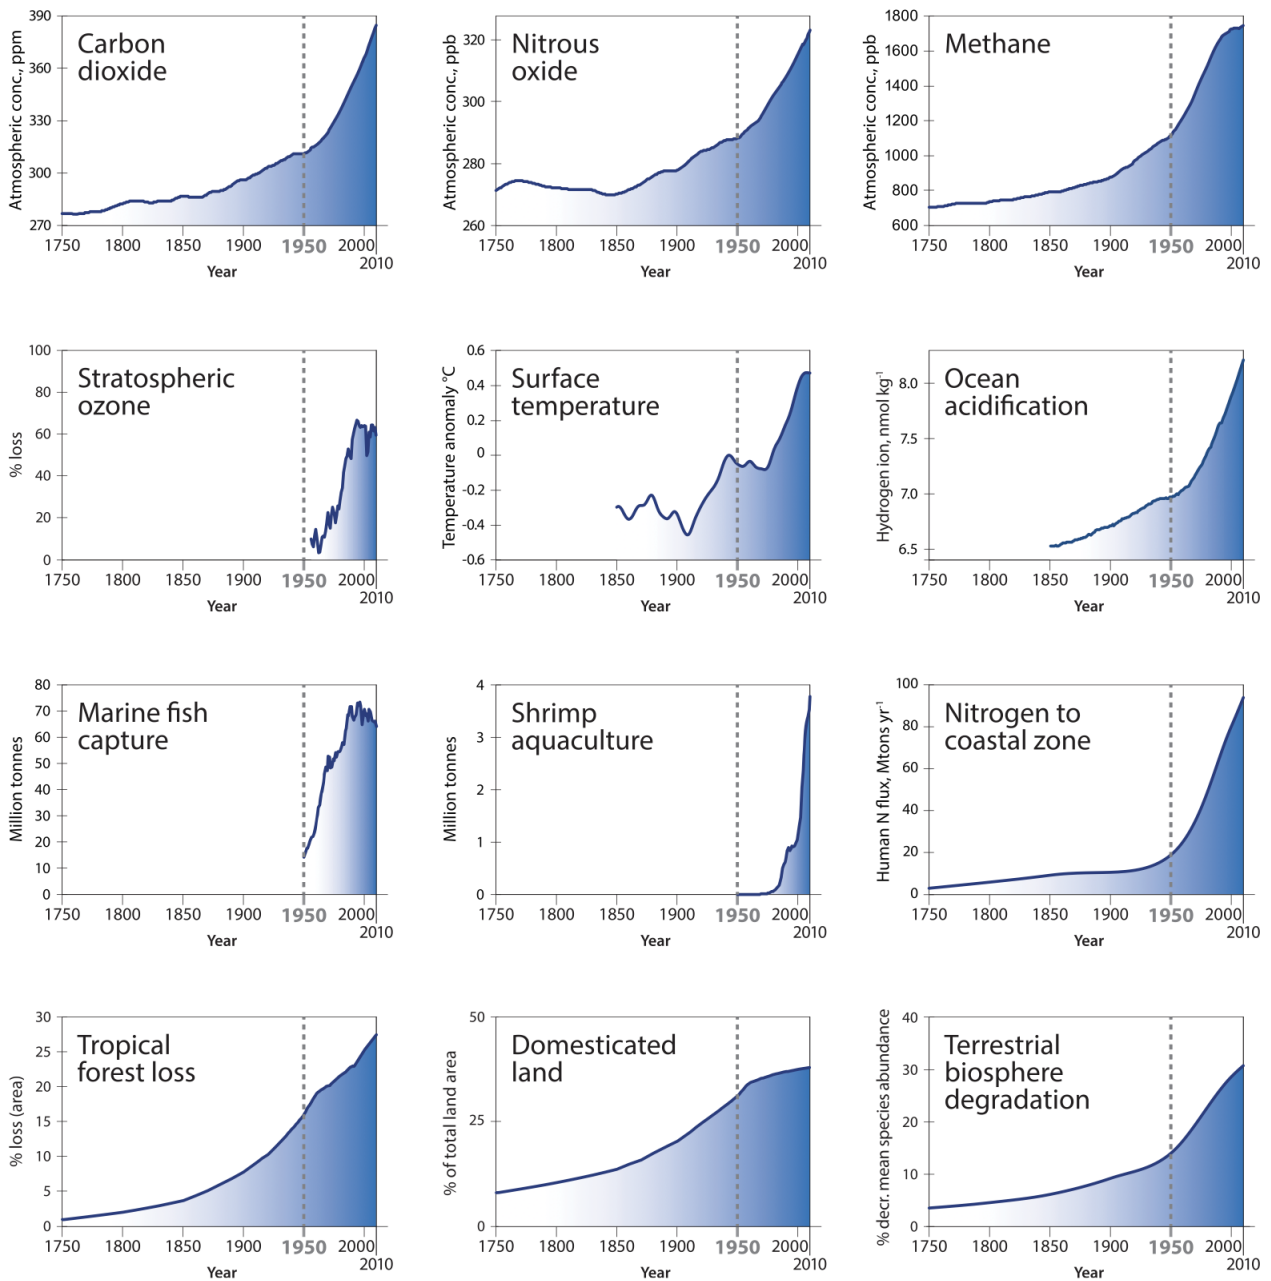 Carbon
dioxide
Atmospheric conc., ppm
390
360
330
300
270
1750 1800 1850 1900 1950 2000
2010
Year
Nitrous
oxide
Atmospheric conc., ppb
320
300
280
260
1750 1800 1850 1900 1950 2000
2010
Year
Methane
Atmospheric conc., ppb
1800
1600
1400
1200
1000
800
600
1750 1800 1850 1900 1950 2000
2010
Year
Stratospheric
ozone
% loss
100
80
60
40
20
0
1750 1800 1850 1900 1950 2000
2010
Year
Surface
temperature
Temperature anomaly °C
0.6
0.4
0.2
0
-0.2
-0.4
-0.6
1750 1800 1850 1900 1950 2000
2010
Year
Ocean
acidification
Hydrogen ion, nmol kg⁻¹
8.0
7.5
7.0
6.5
1750 1800 1850 1900 1950 2000
2010
Year
Marine fish
capture
Million tonnes
80
70
60
50
40
30
20
10
0
1750 1800 1850 1900 1950 2000
2010
Year
Shrimp
aquaculture
Million tonnes
4
3
2
1
0
1750 1800 1850 1900 1950 2000
2010
Year
Nitrogen to
coastal zone
Human N flux, Mtons yr⁻¹
100
80
60
40
20
0
1750 1800 1850 1900 1950 2000
2010
Year
Tropical
forest loss
% loss (area)
30
25
20
15
10
5
0
1750 1800 1850 1900 1950 2000
2010
Year
Domesticated
land
% of total land area
50
25
0
1750 1800 1850 1900 1950 2000
2010
Year
Terrestrial
biosphere
degradation
% decr. mean species abundance
40
30
20
10
0
1750 1800 1850 1900 1950 2000
2010
Year